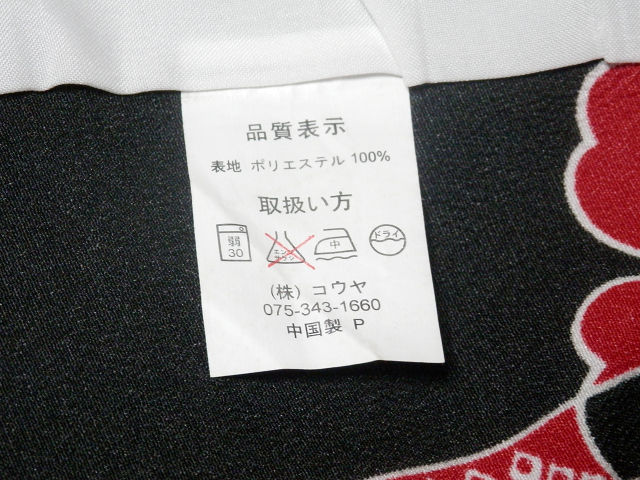 品質表示
表地 ポリエステル 100%
取扱い方
弱 30 エンソ サラシ 中 ドライ
(株) コウヤ
075-343-1660
中国製 P